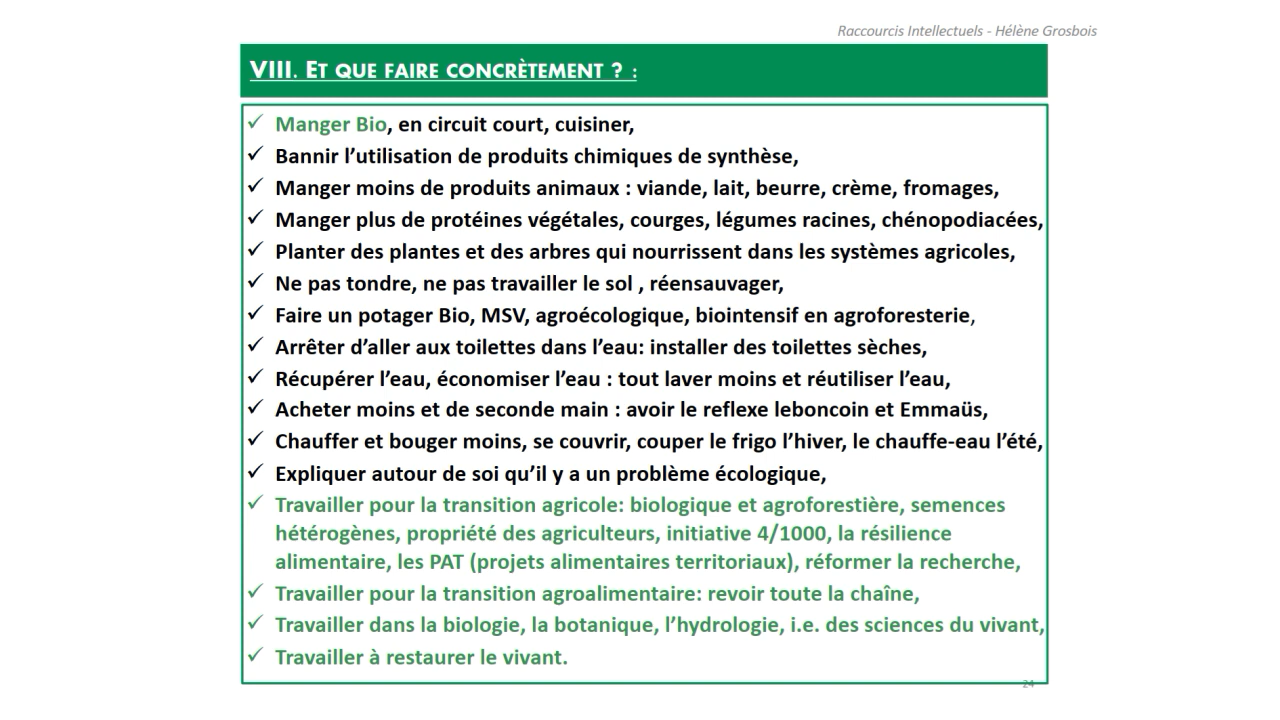 Raccourcis Intellectuels - Hélène Grosbois
VIII. ET QUE FAIRE CONCRÈTEMENT ? :
✓ Manger Bio, en circuit court, cuisiner,
✓ Bannir l’utilisation de produits chimiques de synthèse,
✓ Manger moins de produits animaux : viande, lait, beurre, crème, fromages,
✓ Manger plus de protéines végétales, courges, légumes racines, chénopodiacées,
✓ Planter des plantes et des arbres qui nourrissent dans les systèmes agricoles,
✓ Ne pas tondre, ne pas travailler le sol , réensauvager,
✓ Faire un potager Bio, MSV, agroécologique, biointensif en agroforesterie,
✓ Arrêter d’aller aux toilettes dans l’eau: installer des toilettes sèches,
✓ Récupérer l’eau, économiser l’eau : tout laver moins et réutiliser l’eau,
✓ Acheter moins et de seconde main : avoir le reflexe leboncoin et Emmaüs,
✓ Chauffer et bouger moins, se couvrir, couper le frigo l’hiver, le chauffe-eau l’été,
✓ Expliquer autour de soi qu’il y a un problème écologique,
✓ Travailler pour la transition agricole: biologique et agroforestière, semences
hétérogènes, propriété des agriculteurs, initiative 4/1000, la résilience
alimentaire, les PAT (projets alimentaires territoriaux), réformer la recherche,
✓ Travailler pour la transition agroalimentaire: revoir toute la chaîne,
✓ Travailler dans la biologie, la botanique, l’hydrologie, i.e. des sciences du vivant,
✓ Travailler à restaurer le vivant.
24